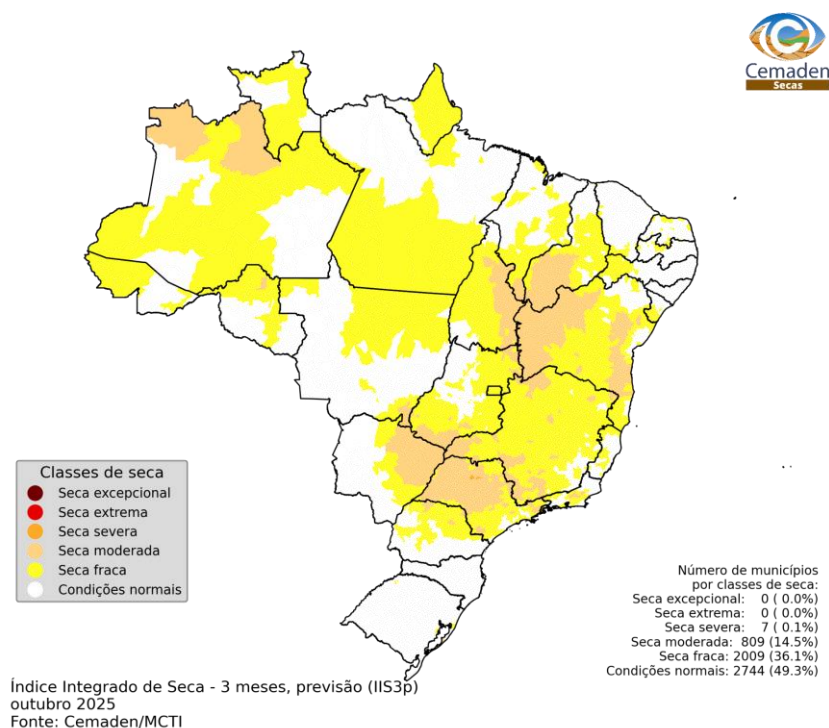 Cemaden
Secas
Classes de seca
Seca excepcional
Seca extrema
Seca severa
Seca moderada
Seca fraca
Condições normais
Número de municípios
por classes de seca:
Seca excepcional: 0 ( 0.0%)
Seca extrema: 0 ( 0.0%)
Seca severa: 7 ( 0.1%)
Seca moderada: 809 (14.5%)
Seca fraca: 2009 (36.1%)
Condições normais: 2744 (49.3%)
Índice Integrado de Seca - 3 meses, previsão (IIS3p)
outubro 2025
Fonte: Cemaden/MCTI